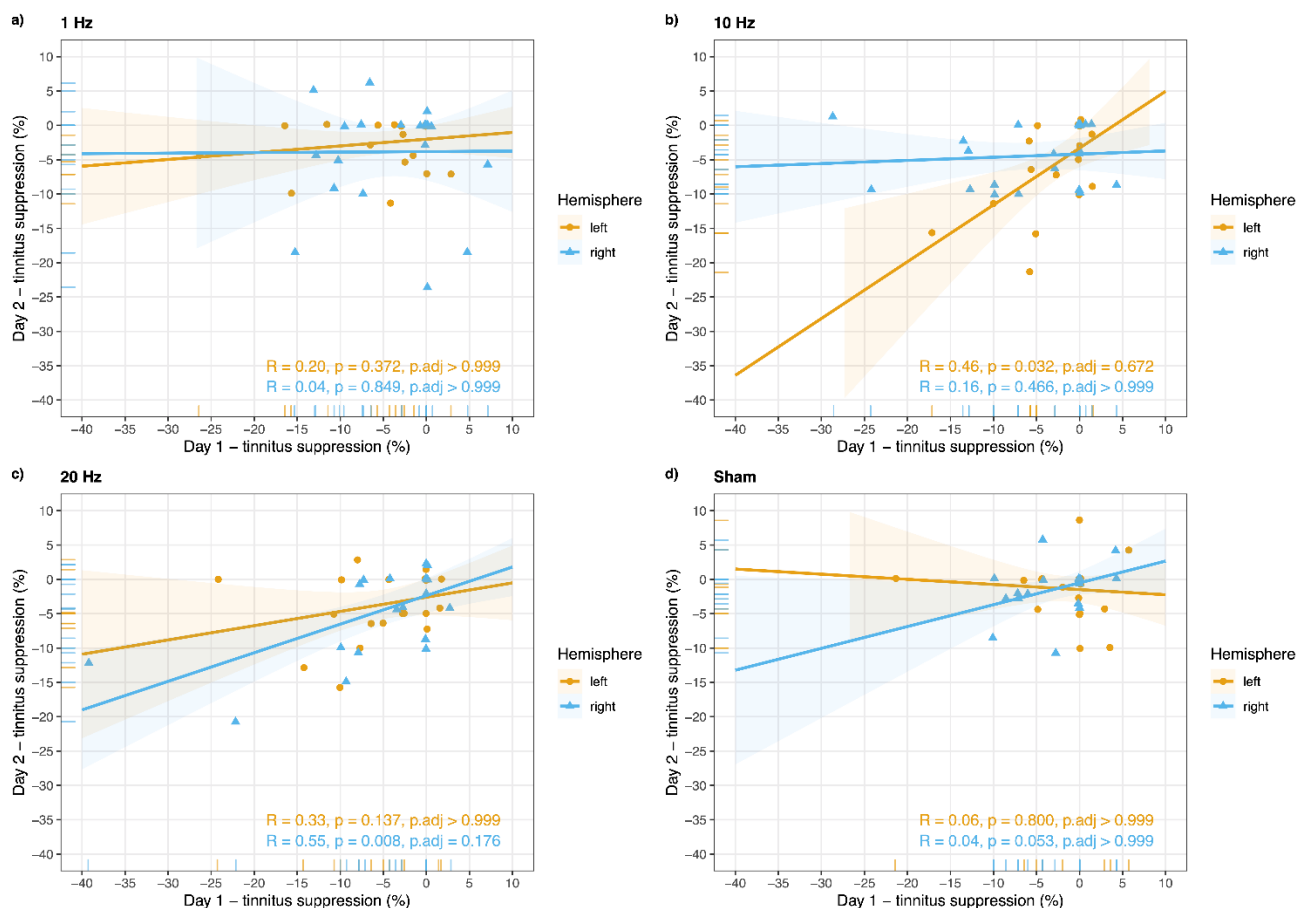 a) 1 Hz
10
5
0
−5
−10
−15
−20
−25
−30
−35
−40
Day 2 − tinnitus suppression (%)
R = 0.20, p = 0.372, p.adj > 0.999
R = 0.04, p = 0.849, p.adj > 0.999
−40 −35 −30 −25 −20 −15 −10 −5 0 5 10
Day 1 − tinnitus suppression (%)
Hemisphere
left
right
b) 10 Hz
10
5
0
−5
−10
−15
−20
−25
−30
−35
−40
Day 2 − tinnitus suppression (%)
R = 0.46, p = 0.032, p.adj = 0.672
R = 0.16, p = 0.466, p.adj > 0.999
−40 −35 −30 −25 −20 −15 −10 −5 0 5 10
Day 1 − tinnitus suppression (%)
Hemisphere
left
right
c) 20 Hz
10
5
0
−5
−10
−15
−20
−25
−30
−35
−40
Day 2 − tinnitus suppression (%)
R = 0.33, p = 0.137, p.adj > 0.999
R = 0.55, p = 0.008, p.adj = 0.176
−40 −35 −30 −25 −20 −15 −10 −5 0 5 10
Day 1 − tinnitus suppression (%)
Hemisphere
left
right
d) Sham
10
5
0
−5
−10
−15
−20
−25
−30
−35
−40
Day 2 − tinnitus suppression (%)
R = 0.06, p = 0.800, p.adj > 0.999
R = 0.04, p = 0.053, p.adj > 0.999
−40 −35 −30 −25 −20 −15 −10 −5 0 5 10
Day 1 − tinnitus suppression (%)
Hemisphere
left
right